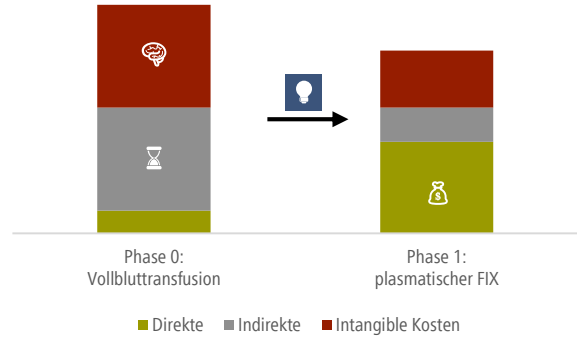 $
Phase 0:
Vollbluttransfusion
Phase 1:
plasmatischer FIX
Direkte
Indirekte
Intangible Kosten